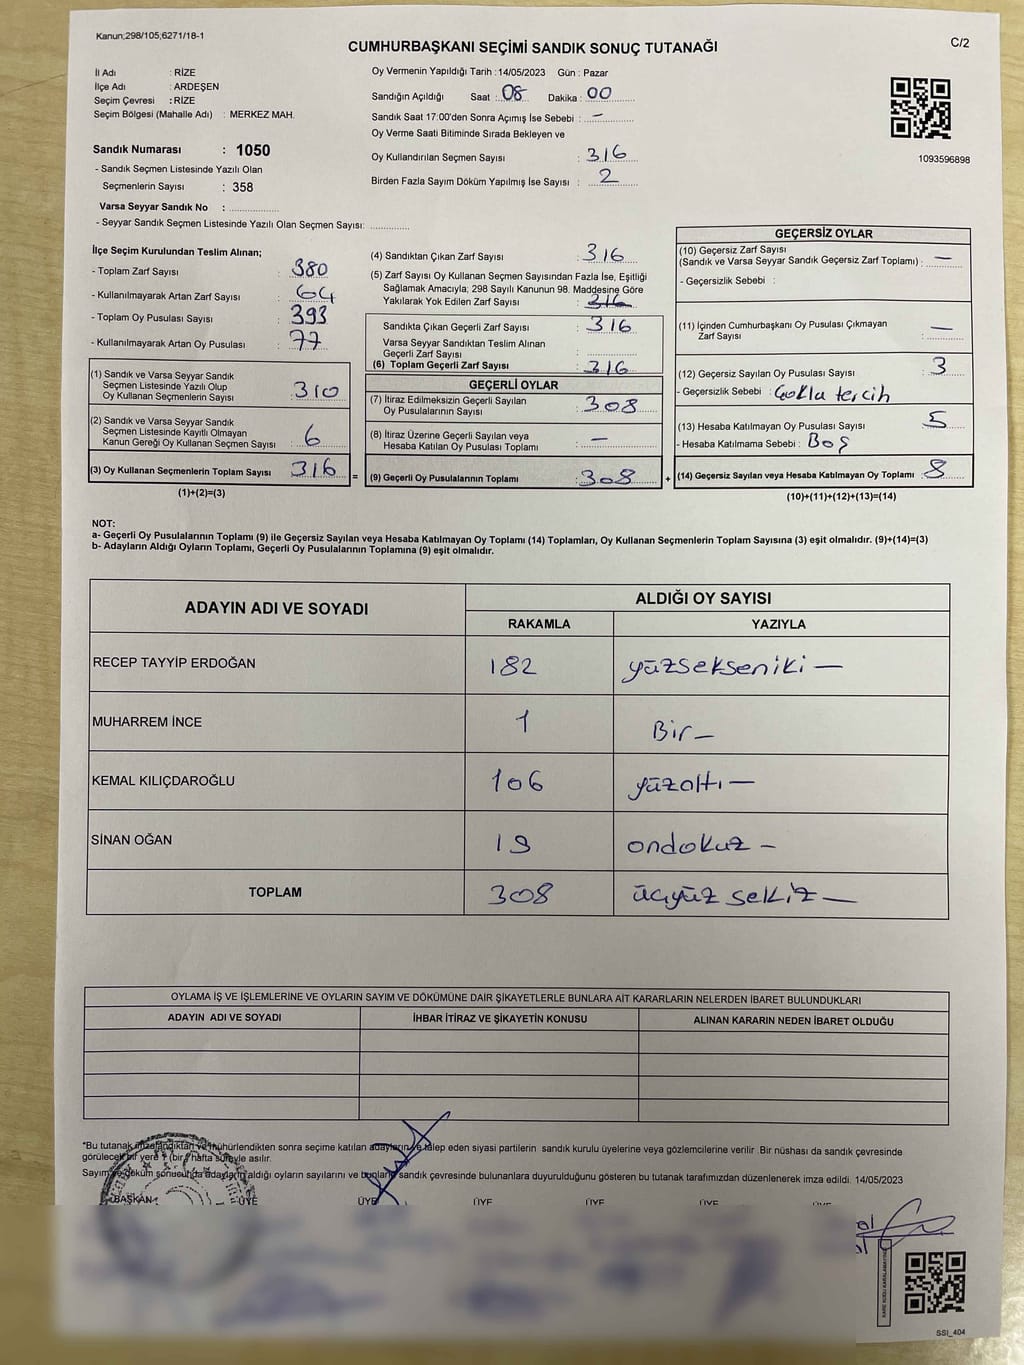 Kanun;298/105;6271/18-1
CUMHURBAŞKANI SEÇİMİ SANDIK SONUÇ TUTANAĞI
C/2
İl Adı : RİZE
İlçe Adı : ARDEŞEN
Seçim Çevresi : RİZE
Seçim Bölgesi (Mahalle Adı) : MERKEZ MAH.
Sandık Numarası : 1050
- Sandık Seçmen Listesinde Yazılı Olan
Seçmenlerin Sayısı : 358
Varsa Seyyar Sandık No :
- Seyyar Sandık Seçmen Listesinde Yazılı Olan Seçmen Sayısı:
Oy Vermenin Yapıldığı Tarih :14/05/2023 Gün : Pazar
Sandığın Açıldığı Saat : 08 Dakika : 00
Sandık Saat 17:00'den Sonra Açımış İse Sebebi : –
Oy Verme Saati Bitiminde Sırada Bekleyen ve
Oy Kullandırılan Seçmen Sayısı : 316
Birden Fazla Sayım Döküm Yapılmış İse Sayısı : 2
1093596898
İlçe Seçim Kurulundan Teslim Alınan;
- Toplam Zarf Sayısı : 380
- Kullanılmayarak Artan Zarf Sayısı : 64
- Toplam Oy Pusulası Sayısı : 393
- Kullanılmayarak Artan Oy Pusulası : 77
(1) Sandık ve Varsa Seyyar Sandık
Seçmen Listesinde Yazılı Olup
Oy Kullanan Seçmenlerin Sayısı : 310
(2) Sandık ve Varsa Seyyar Sandık
Seçmen Listesinde Kayıtlı Olmayan
Kanun Gereği Oy Kullanan Seçmen Sayısı : 6
(3) Oy Kullanan Seçmenlerin Toplam Sayısı : 316
(1)+(2)=(3)
(4) Sandıktan Çıkan Zarf Sayısı : 316
(5) Zarf Sayısı Oy Kullanan Seçmen Sayısından Fazla İse, Eşitliği
Sağlamak Amacıyla; 298 Sayılı Kanunun 98. Maddesine Göre
Yakılarak Yok Edilen Zarf Sayısı : 316
Sandıkta Çıkan Geçerli Zarf Sayısı : 316
Varsa Seyyar Sandıktan Teslim Alınan
Geçerli Zarf Sayısı :
(6) Toplam Geçerli Zarf Sayısı : 316
GEÇERLİ OYLAR
(7) İtiraz Edilmeksizin Geçerli Sayılan
Oy Pusulalarının Sayısı : 308
(8) İtiraz Üzerine Geçerli Sayılan veya
Hesaba Katılan Oy Pusulası Toplamı : –
= (9) Geçerli Oy Pusulalarının Toplamı : 308 +
GEÇERSİZ OYLAR
(10) Geçersiz Zarf Sayısı
(Sandık ve Varsa Seyyar Sandık Geçersiz Zarf Toplamı) : –
- Geçersizlik Sebebi :
(11) İçinden Cumhurbaşkanı Oy Pusulası Çıkmayan
Zarf Sayısı : –
(12) Geçersiz Sayılan Oy Pusulası Sayısı : 3
- Geçersizlik Sebebi : Çoklu tercih
(13) Hesaba Katılmayan Oy Sayısı : 5
- Hesaba Katılmama Sebebi : Boş
(14) Geçersiz Sayılan veya Hesaba Katılmayan Oy Toplamı : 8
(10)+(11)+(12)+(13)=(14)
NOT:
a- Geçerli Oy Pusulalarının Toplamı (9) ile Geçersiz Sayılan veya Hesaba Katılmayan Oy Toplamı (14) Toplamları, Oy Kullanan Seçmenlerin Toplam Sayısına (3) eşit olmalıdır. (9)+(14)=(3)
b- Adayların Aldığı Oyların Toplamı, Geçerli Oy Pusulalarının Toplamına (9) eşit olmalıdır.
ADAYIN ADI VE SOYADI ALDIĞI OY SAYISI
RAKAMLA YAZIYLA
RECEP TAYYİP ERDOĞAN 182 yüzsekseniki –
MUHARREM İNCE 1 Bir –
KEMAL KILIÇDAROĞLU 106 yüzaltı –
SİNAN OĞAN 19 ondokuz –
TOPLAM 308 üçyüz sekiz –
OYLAMA İŞ VE İŞLEMLERİNE VE OYLARIN SAYIM VE DÖKÜMÜNE DAİR ŞİKAYETLERLE BUNLARA AİT KARARLARIN NELERDEN İBARET BULUNDUKLARI
ADAYIN ADI VE SOYADI İHBAR İTİRAZ VE ŞİKAYETİN KONUSU ALINAN KARARIN NEDEN İBARET OLDUĞU
*Bu tutanak imzalandıktan ve mühürlendikten sonra seçime katılan adayların ve talep eden siyasi partilerin sandık kurulu üyelerine veya gözlemcilerine verilir .Bir nüshası da sandık çevresinde
görülecek bir yere 1 (bir) hafta süreyle asılır.
Sayım ve döküm sonucunda adayların aldığı oyların sayılarını ve bunların sandık çevresinde bulunanlara duyurulduğunu gösteren bu tutanak tarafımızdan düzenlenerek imza edildi. 14/05/2023
BAŞKAN ÜYE ÜYE ÜYE ÜYE ÜYE ÜYE
SSİ_404